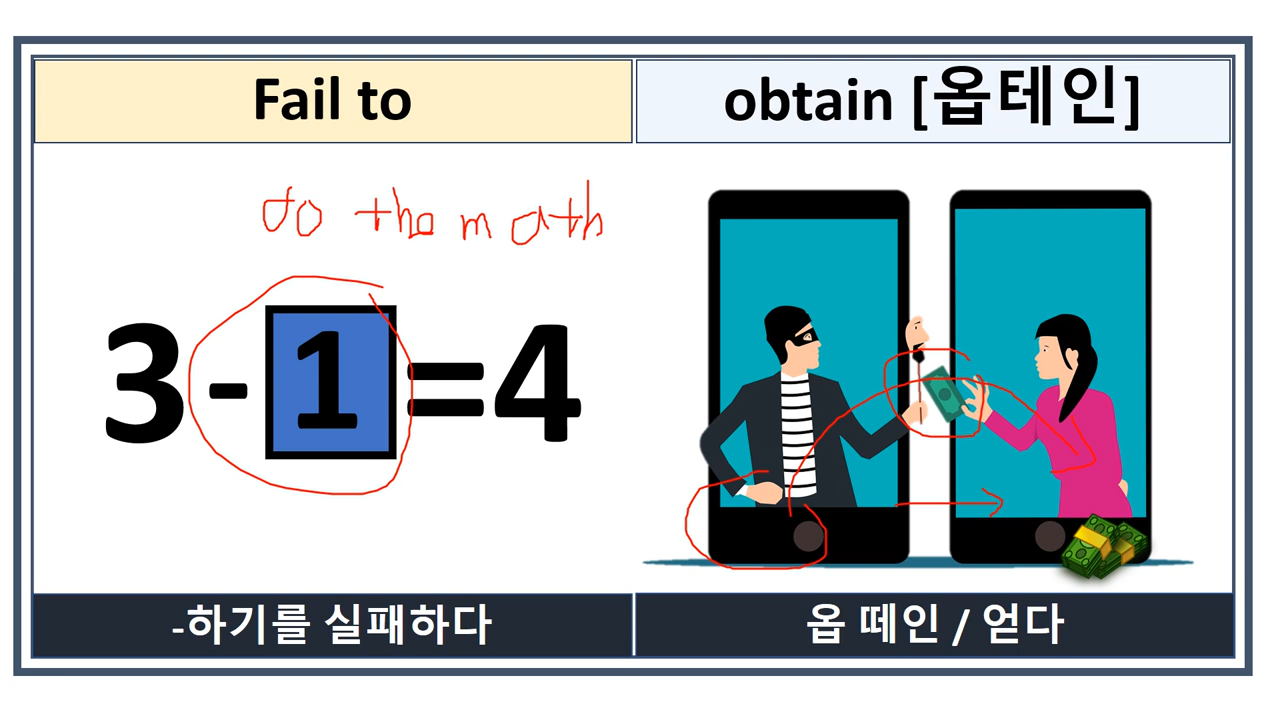 Fail to
do the math
3-1=4
-하기를 실패하다
obtain [옵테인]
옵 떼인 / 얻다